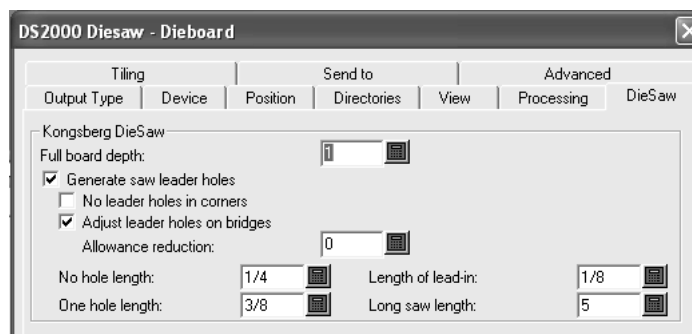 DS2000 Diesaw - Dieboard
Tiling Send to Advanced
Output Type Device Position Directories View Processing DieSaw
Kongsberg DieSaw
Full board depth: 1
Generate saw leader holes
No leader holes in corners
Adjust leader holes on bridges
Allowance reduction: 0
No hole length: 1/4 Length of lead-in: 1/8
One hole length: 3/8 Long saw length: 5